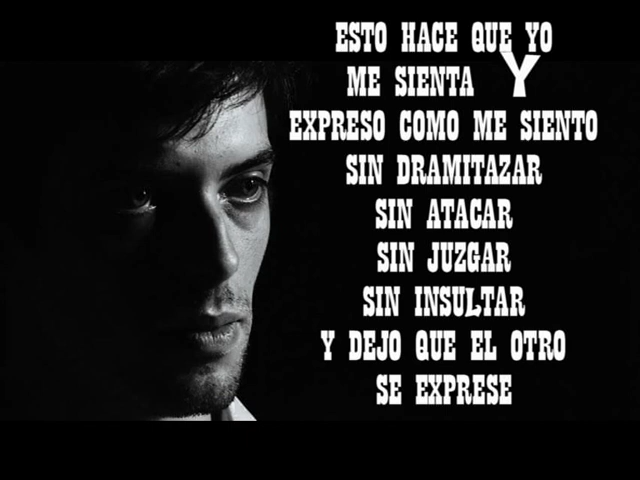 ESTO HACE QUE YO
ME SIENTA Y
EXPRESO COMO ME SIENTO
SIN DRAMITAZAR
SIN ATACAR
SIN JUZGAR
SIN INSULTAR
Y DEJO QUE EL OTRO
SE EXPRESE